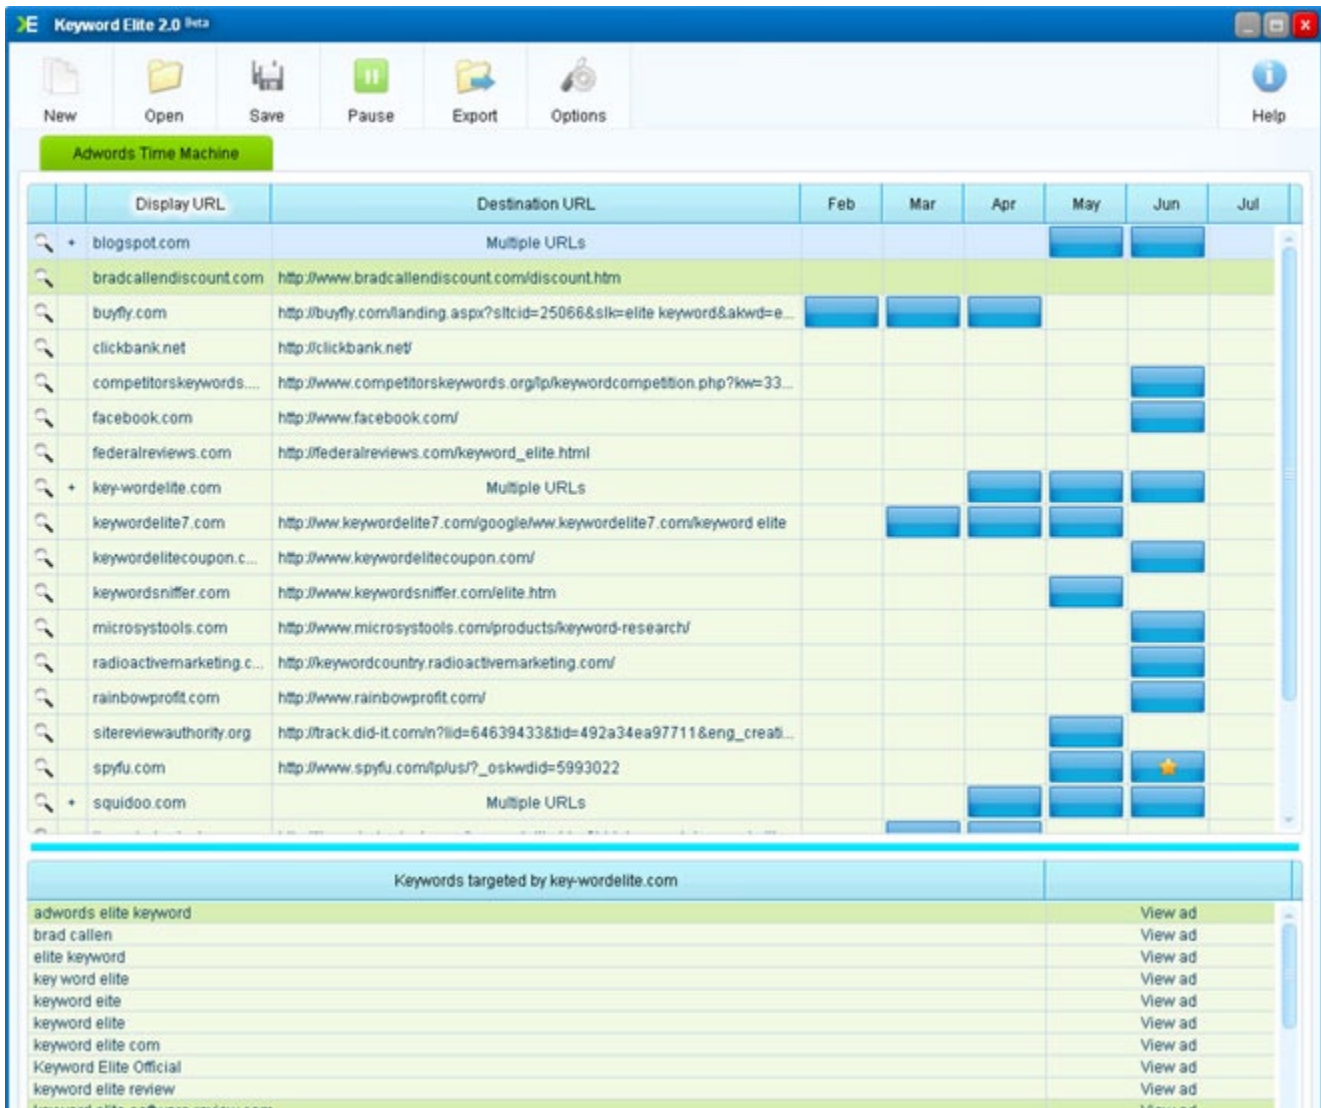 Keyword Elite 2.0 Beta
New Open Save Pause Export Options Help
Adwords Time Machine
Display URL Destination URL Feb Mar Apr May Jun Jul
+ blogspot.com Multiple URLs
bradcallendiscount.com http://www.bradcallendiscount.com/discount.htm
buyfly.com http://buyfly.com/landing.aspx?sltcid=25066&slk=elite keyword&akwd=e...
clickbank.net http://clickbank.net/
competitorskeywords.... http://www.competitorskeywords.org/lp/keywordcompetition.php?kw=33...
facebook.com http://www.facebook.com/
federalreviews.com http://federalreviews.com/keyword_elite.html
+ key-wordelite.com Multiple URLs
keywordelite7.com http://ww.keywordelite7.com/google/ww.keywordelite7.com/keyword elite
keywordelitecoupon.c... http://www.keywordelitecoupon.com/
keywordsniffer.com http://www.keywordsniffer.com/elite.htm
microsystools.com http://www.microsystools.com/products/keyword-research/
radioactivemarketing.c... http://keywordcountry.radioactivemarketing.com/
rainbowprofit.com http://www.rainbowprofit.com/
sitereviewauthority.org http://track.did-it.com/n?lid=64639433&tid=492a34ea97711&eng_creati...
spyfu.com http://www.spyfu.com/lp/us/?_oskwdid=5993022
+ squidoo.com Multiple URLs
Keywords targeted by key-wordelite.com
adwords elite keyword View ad
brad callen View ad
elite keyword View ad
key word elite View ad
keyword eite View ad
keyword elite View ad
keyword elite com View ad
Keyword Elite Official View ad
keyword elite review View ad
keyword elite software review com View ad